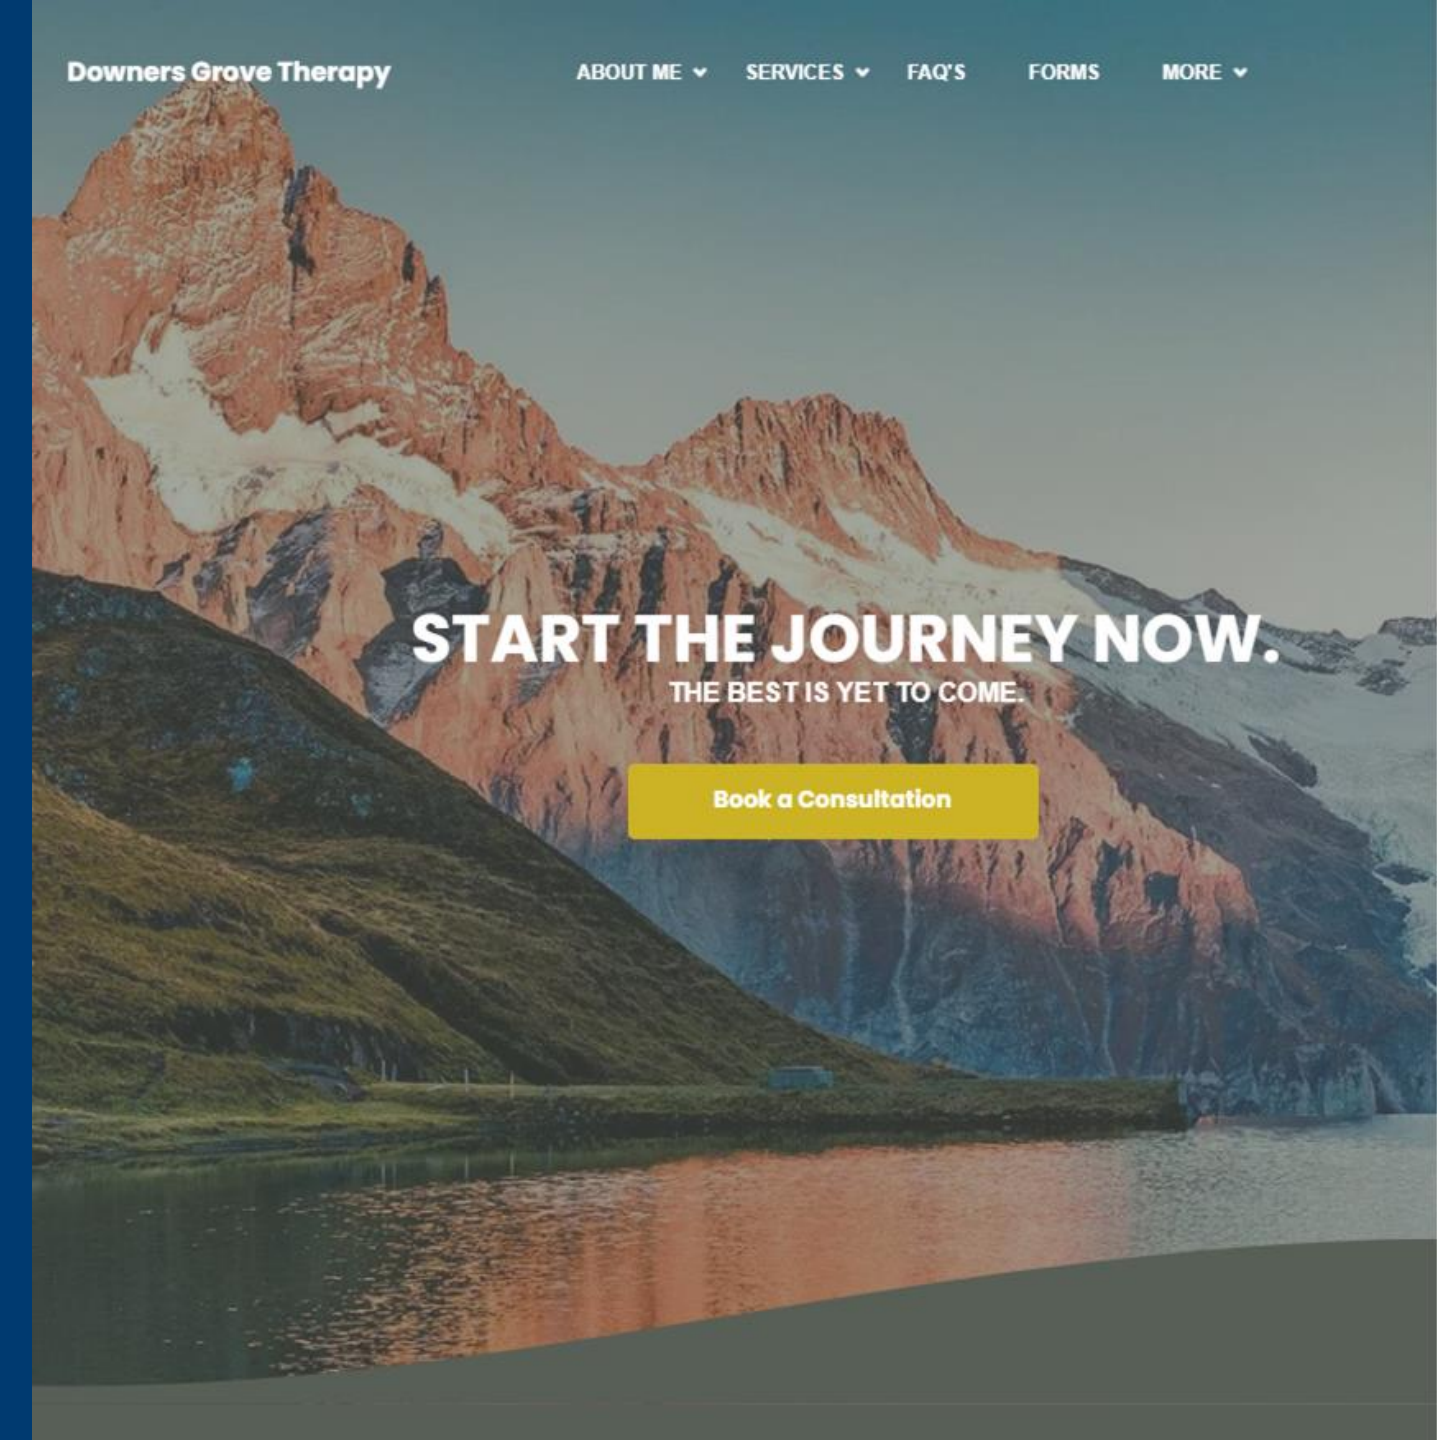 Downers Grove Therapy
ABOUT ME SERVICES FAQ'S FORMS MORE
START THE JOURNEY NOW.
THE BEST IS YET TO COME.
Book a Consultation